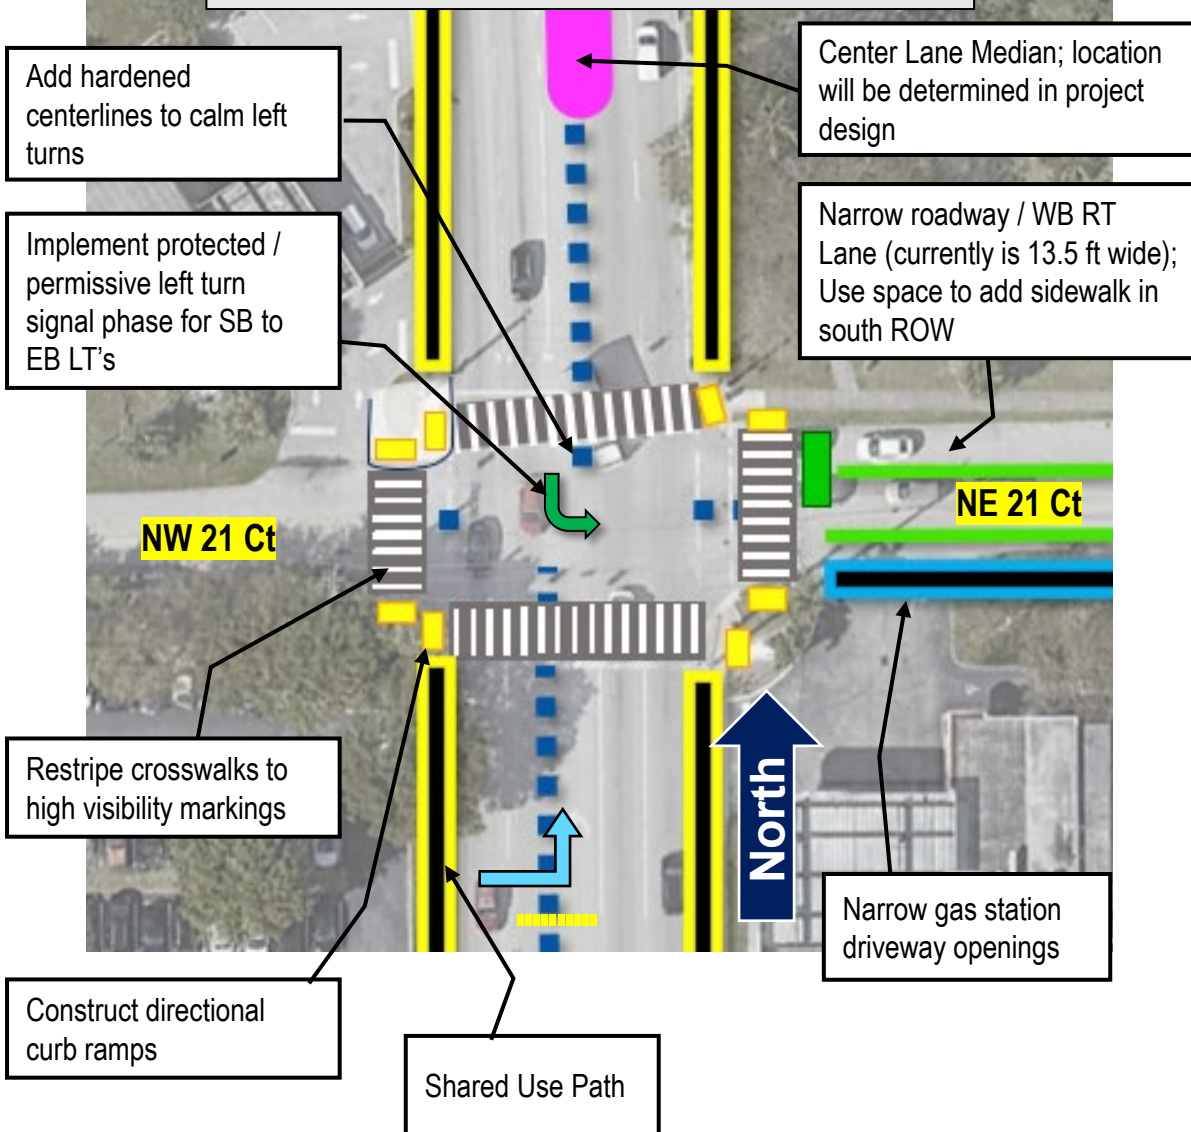 Add hardened
centerlines to calm left
turns
Center Lane Median; location
will be determined in project
design
Implement protected /
permissive left turn
signal phase for SB to
EB LT’s
Narrow roadway / WB RT
Lane (currently is 13.5 ft wide);
Use space to add sidewalk in
south ROW
NW 21 Ct
NE 21 Ct
Restripe crosswalks to
high visibility markings
North
Narrow gas station
driveway openings
Construct directional
curb ramps
Shared Use Path